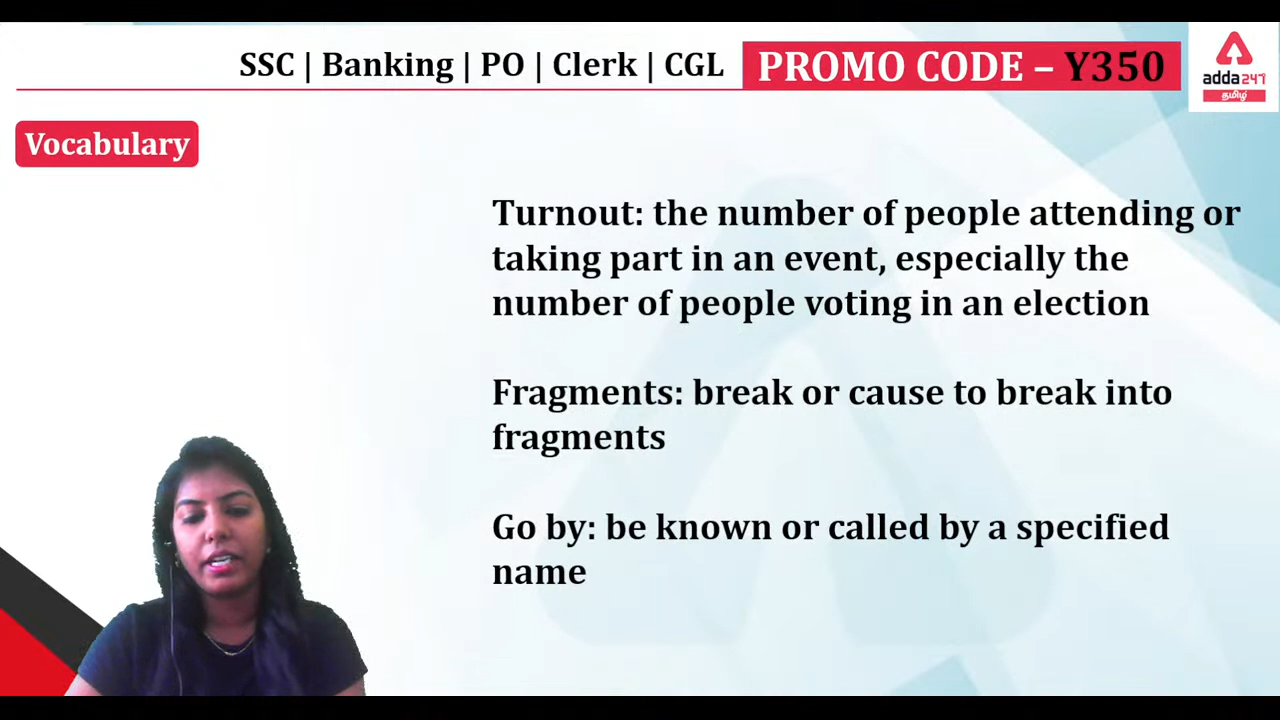 SSC | Banking | PO | Clerk | CGL PROMO CODE – Y350
adda247
தமிழ்
Vocabulary
Turnout: the number of people attending or
taking part in an event, especially the
number of people voting in an election
Fragments: break or cause to break into
fragments
Go by: be known or called by a specified
name